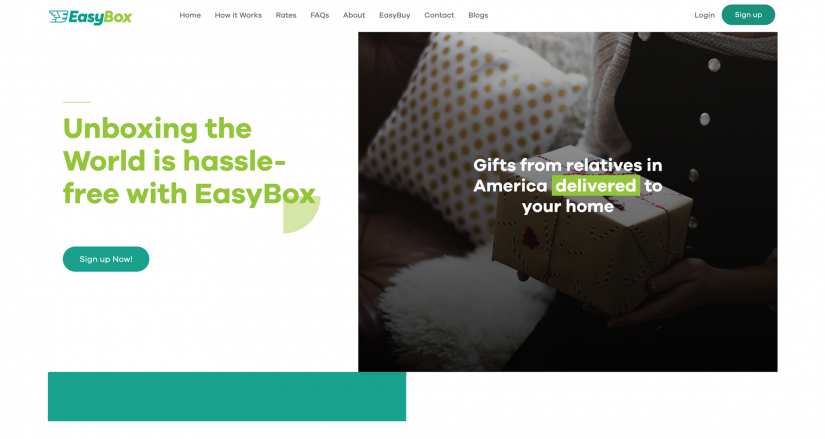 EasyBox
Home How it Works Rates FAQs About EasyBuy Contact Blogs
Login Sign up
Unboxing the
World is hassle-
free with EasyBox
Sign up Now!
Gifts from relatives in
America delivered to
your home